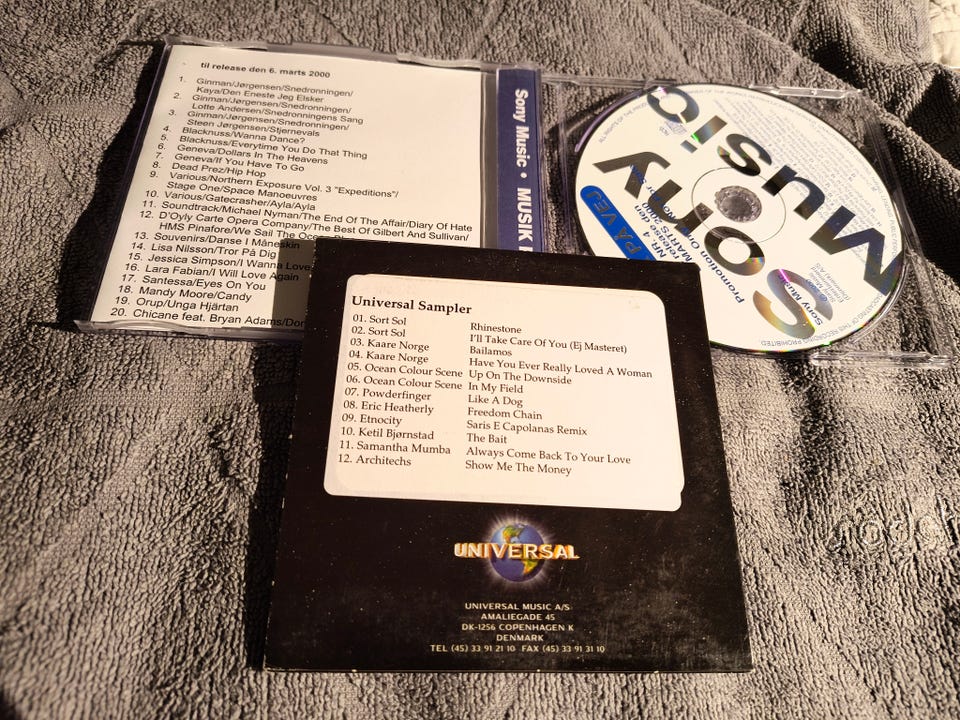 til release den 6. marts 2000
1. Ginman/Jørgensen/Snedronningen/
Kaya/Den Eneste Jeg Elsker
2. Ginman/Jørgensen/Snedronningen/
Lotte Andersen/Snedronningens Sang
3. Ginman/Jørgensen/Snedronningen/
Steen Jørgensen/Stjernevals
4. Blacknuss/Wanna Dance?
5. Blacknuss/Everytime You Do That Thing
6. Geneva/Dollars In The Heavens
7. Geneva/If You Have To Go
8. Dead Prez/Hip Hop
9. Various/Northern Exposure Vol. 3 "Expeditions"/
Stage One/Space Manoeuvres
10. Various/Gatecrasher/Ayla/Ayla
11. Soundtrack/Michael Nyman/The End Of The Affair/Diary Of Hate
12. D'Oyly Carte Opera Company/The Best Of Gilbert And Sullivan/
HMS Pinafore/We Sail The
13. Souvenirs/Danse I Måneskin
14. Lisa Nilsson/Tror På Dig
15. Jessica Simpson/I Wanna Love
16. Lara Fabian/I Will Love Again
17. Santessa/Eyes On You
18. Mandy Moore/Candy
19. Orup/Unga Hjärtan
20. Chicane feat. Bryan Adams/Don
Sony Music • MUSIK
Sony Music
PÅ VEJ
NR.
release den
MARTS 2000
Promotion Only
Sony Music
Universal Sampler
01. Sort Sol Rhinestone
02. Sort Sol I'll Take Care Of You (Ej Masteret)
03. Kaare Norge Bailamos
04. Kaare Norge Have You Ever Really Loved A Woman
05. Ocean Colour Scene Up On The Downside
06. Ocean Colour Scene In My Field
07. Powderfinger Like A Dog
08. Eric Heatherly Freedom Chain
09. Etnocity Saris E Capolanas Remix
10. Ketil Bjørnstad The Bait
11. Samantha Mumba Always Come Back To Your Love
12. Architechs Show Me The Money
UNIVERSAL
UNIVERSAL MUSIC A/S
AMALIEGADE 45
DK-1256 COPENHAGEN K
DENMARK
TEL (45) 33 91 21 10 FAX (45) 33 91 31 10